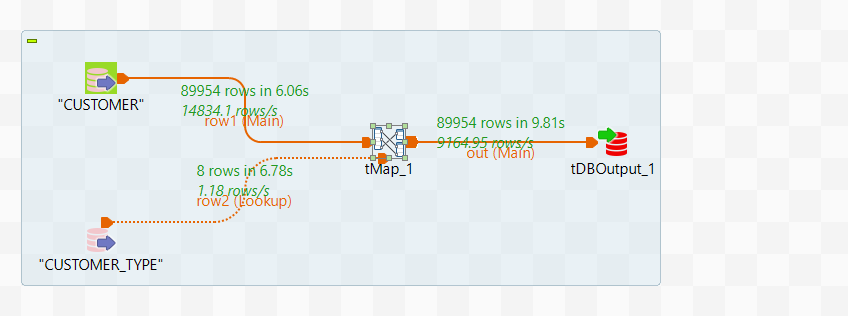 89954 rows in 6.06s
14834.1 rows/s
row1 (Main)
"CUSTOMER"
89954 rows in 9.81s
9164.95 rows/s
out (Main)
tMap_1
tDBOutput_1
8 rows in 6.78s
1.18 rows/s
row2 (Lookup)
"CUSTOMER_TYPE"